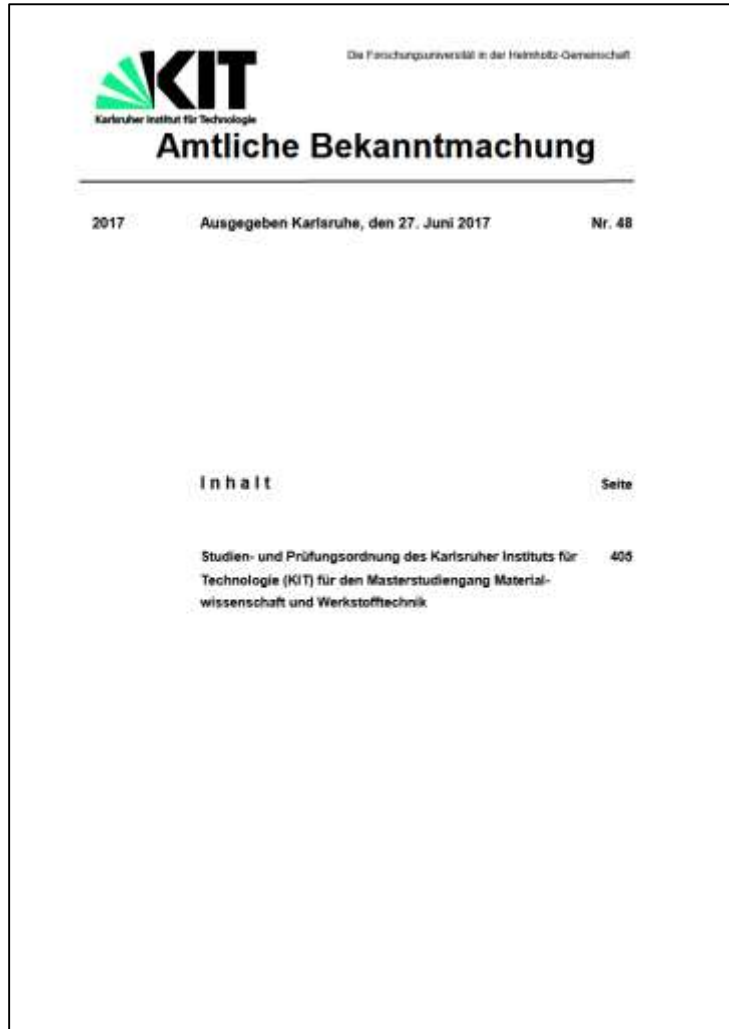 KIT
Karlsruher Institut für Technologie
Die Forschungsuniversität in der Helmholtz-Gemeinschaft
Amtliche Bekanntmachung
2017 Ausgegeben Karlsruhe, den 27. Juni 2017 Nr. 48
Inhalt Seite
Studien- und Prüfungsordnung des Karlsruher Instituts für 405
Technologie (KIT) für den Masterstudiengang Material-
wissenschaft und Werkstofftechnik